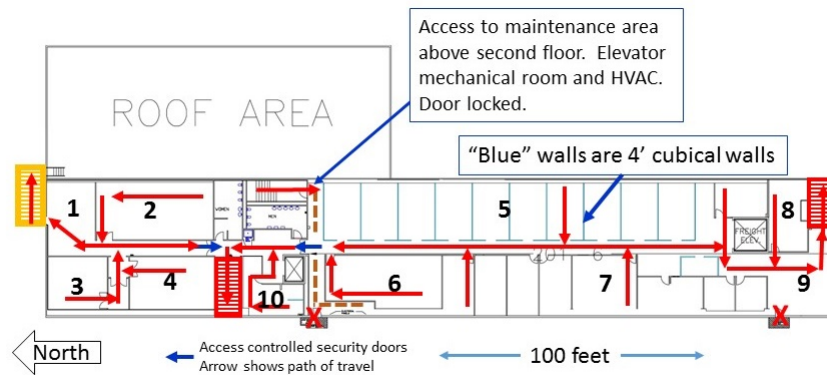 Access to maintenance area
above second floor. Elevator
mechanical room and HVAC.
Door locked.
ROOF AREA
“Blue” walls are 4’ cubical walls
1
2
WOMEN
MEN
5
8
FREIGHT
ELEV.
3
4
10
6
7
9
X
X
North
Access controlled security doors
Arrow shows path of travel
100 feet